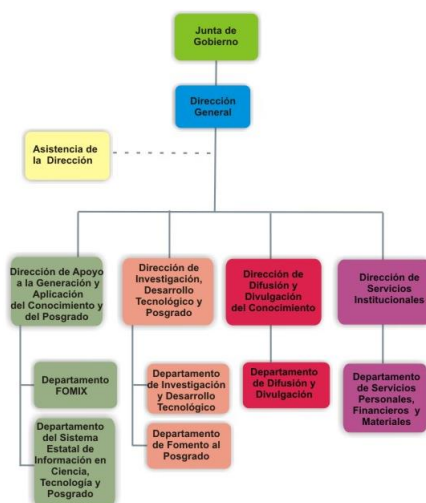 Junta de
Gobierno
Dirección
General
Asistencia de
la Dirección
Dirección de Apoyo
a la Generación y
Aplicación
del Conocimiento y
del Posgrado
Dirección de
Investigación,
Desarrollo
Tecnológico y
Posgrado
Dirección de
Difusión y
Divulgación
del Conocimiento
Dirección de
Servicios
Institucionales
Departamento
FOMIX
Departamento
de Investigación
y Desarrollo
Tecnológico
Departamento
de Difusión y
Divulgación
Departamento
de Servicios
Personales,
Financieros y
Materiales
Departamento
del Sistema
Estatal de
Información en
Ciencia,
Tecnología y
Posgrado
Departamento
de Fomento al
Posgrado